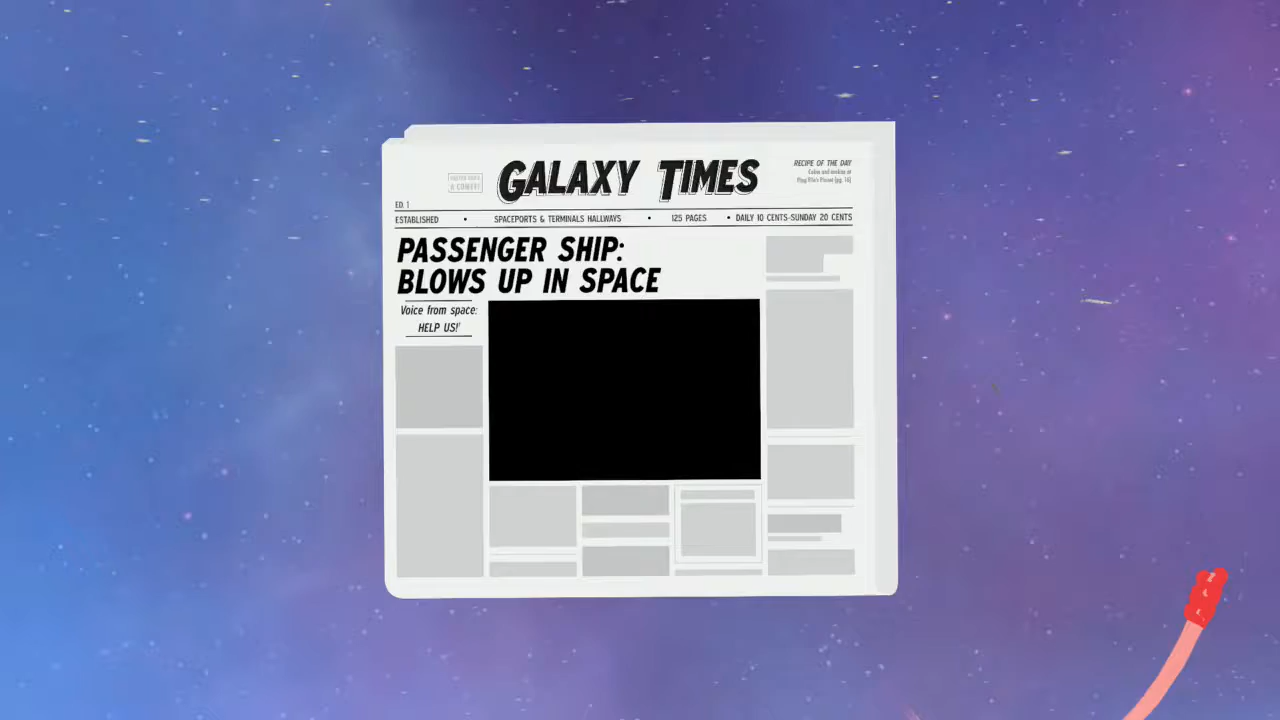 GALAXY TIMES
RECIPE OF THE DAY
ED. 1
ESTABLISHED • SPACEPORTS & TERMINALS HALLWAYS • 125 PAGES • DAILY 10 CENTS-SUNDAY 20 CENTS
PASSENGER SHIP:
BLOWS UP IN SPACE
Voice from space:
HELP US!'